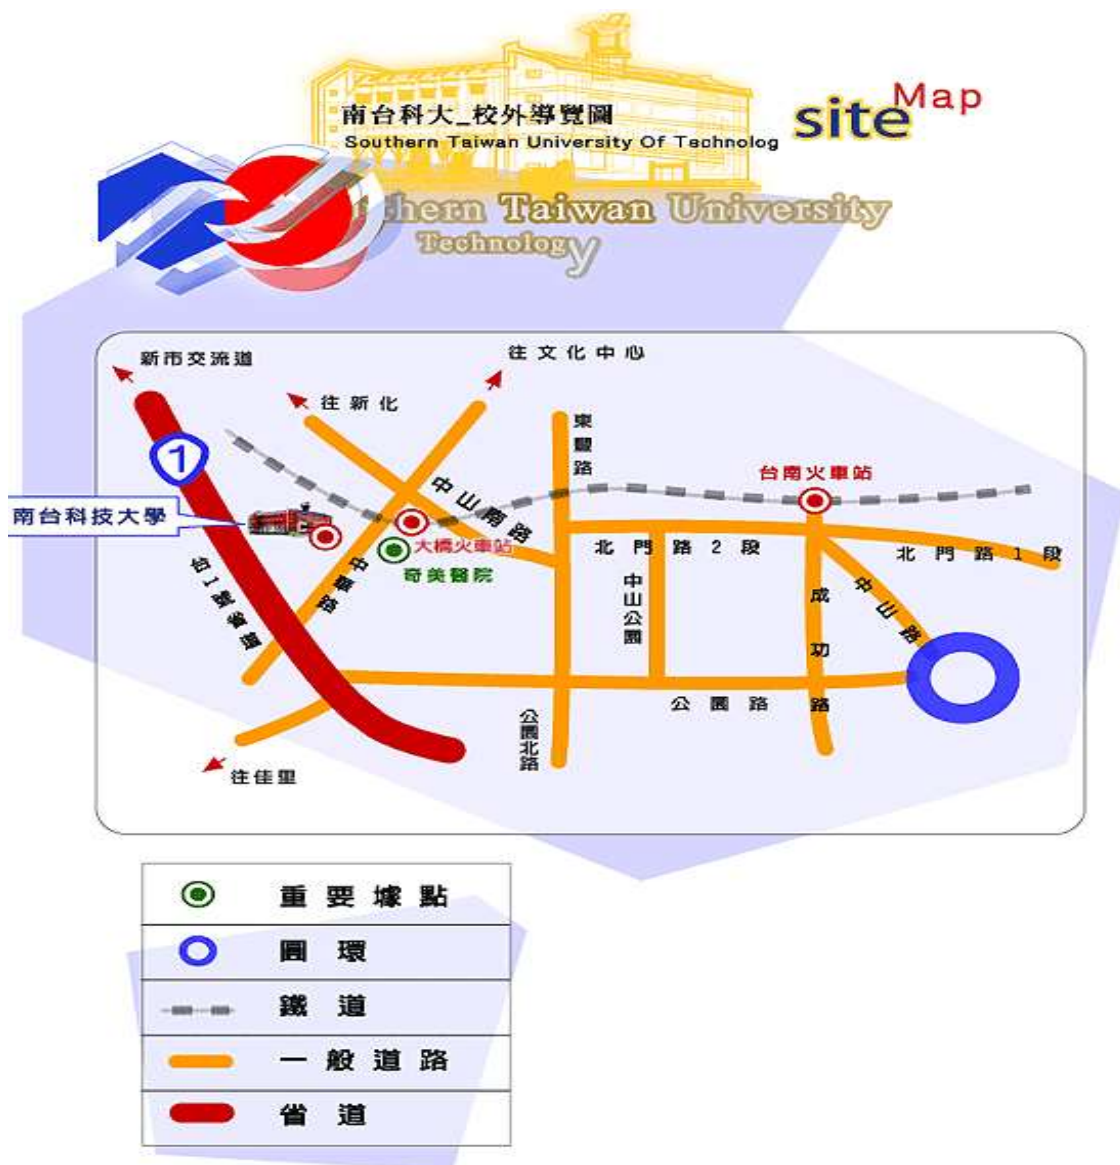 南台科大_校外導覽圖
Southern Taiwan University Of Technolog
site Map
hern Taiwan University
Technology
y
新市交流道
往文化中心
往新化
東豐路
台南火車站
1
中山南路
南台科技大學
大橋火車站
北門路2段
北門路1段
奇美醫院
中華路
中山公園
成功路
中山路
台1號省道
公園路
公園北路
往佳里
重要據點
圓環
鐵道
一般道路
省道